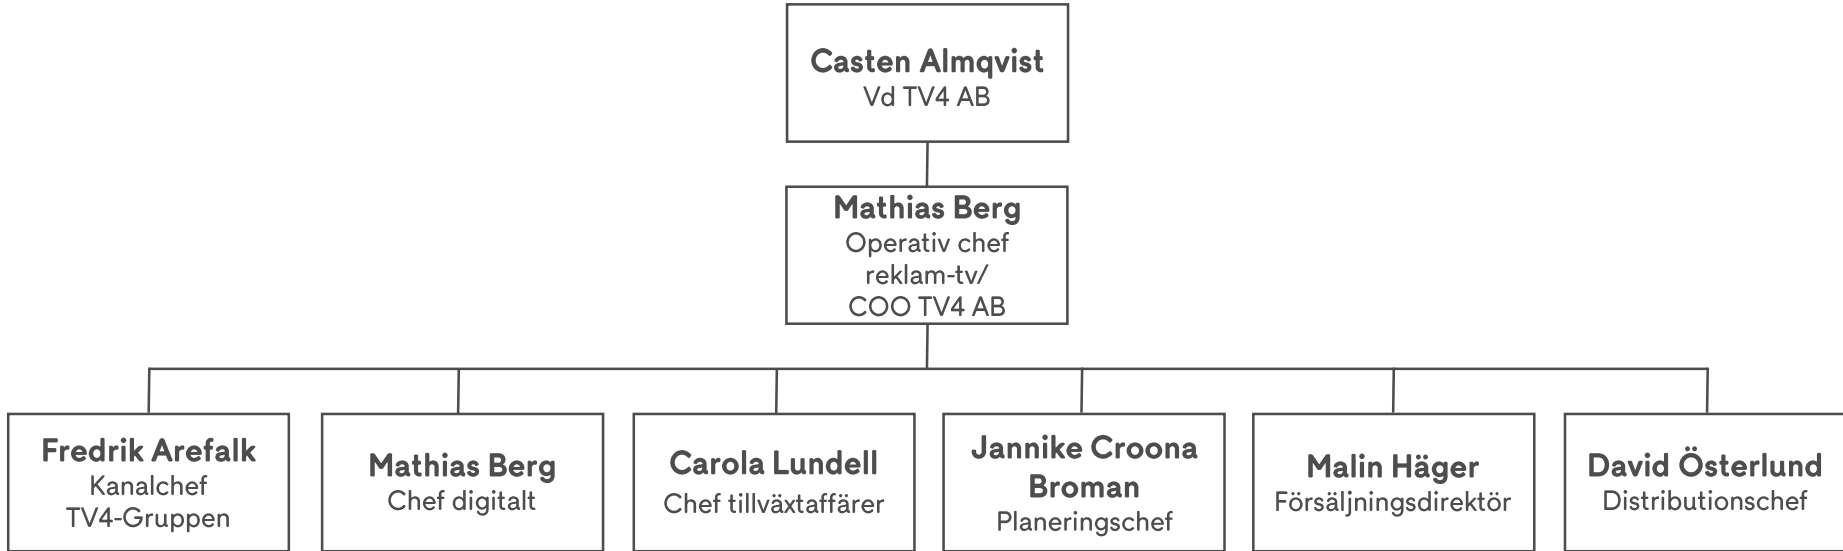 Casten Almqvist
Vd TV4 AB
Mathias Berg
Operativ chef
reklam-tv/
COO TV4 AB
Fredrik Arefalk
Kanalchef
TV4-Gruppen
Mathias Berg
Chef digitalt
Carola Lundell
Chef tillväxtaffärer
Jannike Croona
Broman
Planeringschef
Malin Häger
Försäljningsdirektör
David Österlund
Distributionschef